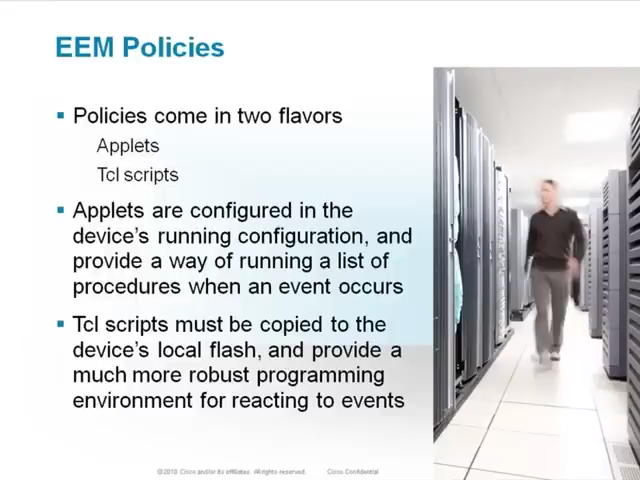 EEM Policies
Policies come in two flavors
Applets
Tcl scripts
Applets are configured in the
device's running configuration, and
provide a way of running a list of
procedures when an event occurs
Tcl scripts must be copied to the
device's local flash, and provide a
much more robust programming
environment for reacting to events
©2010 Cisco and/or its affiliates. All rights reserved. Cisco Confidential